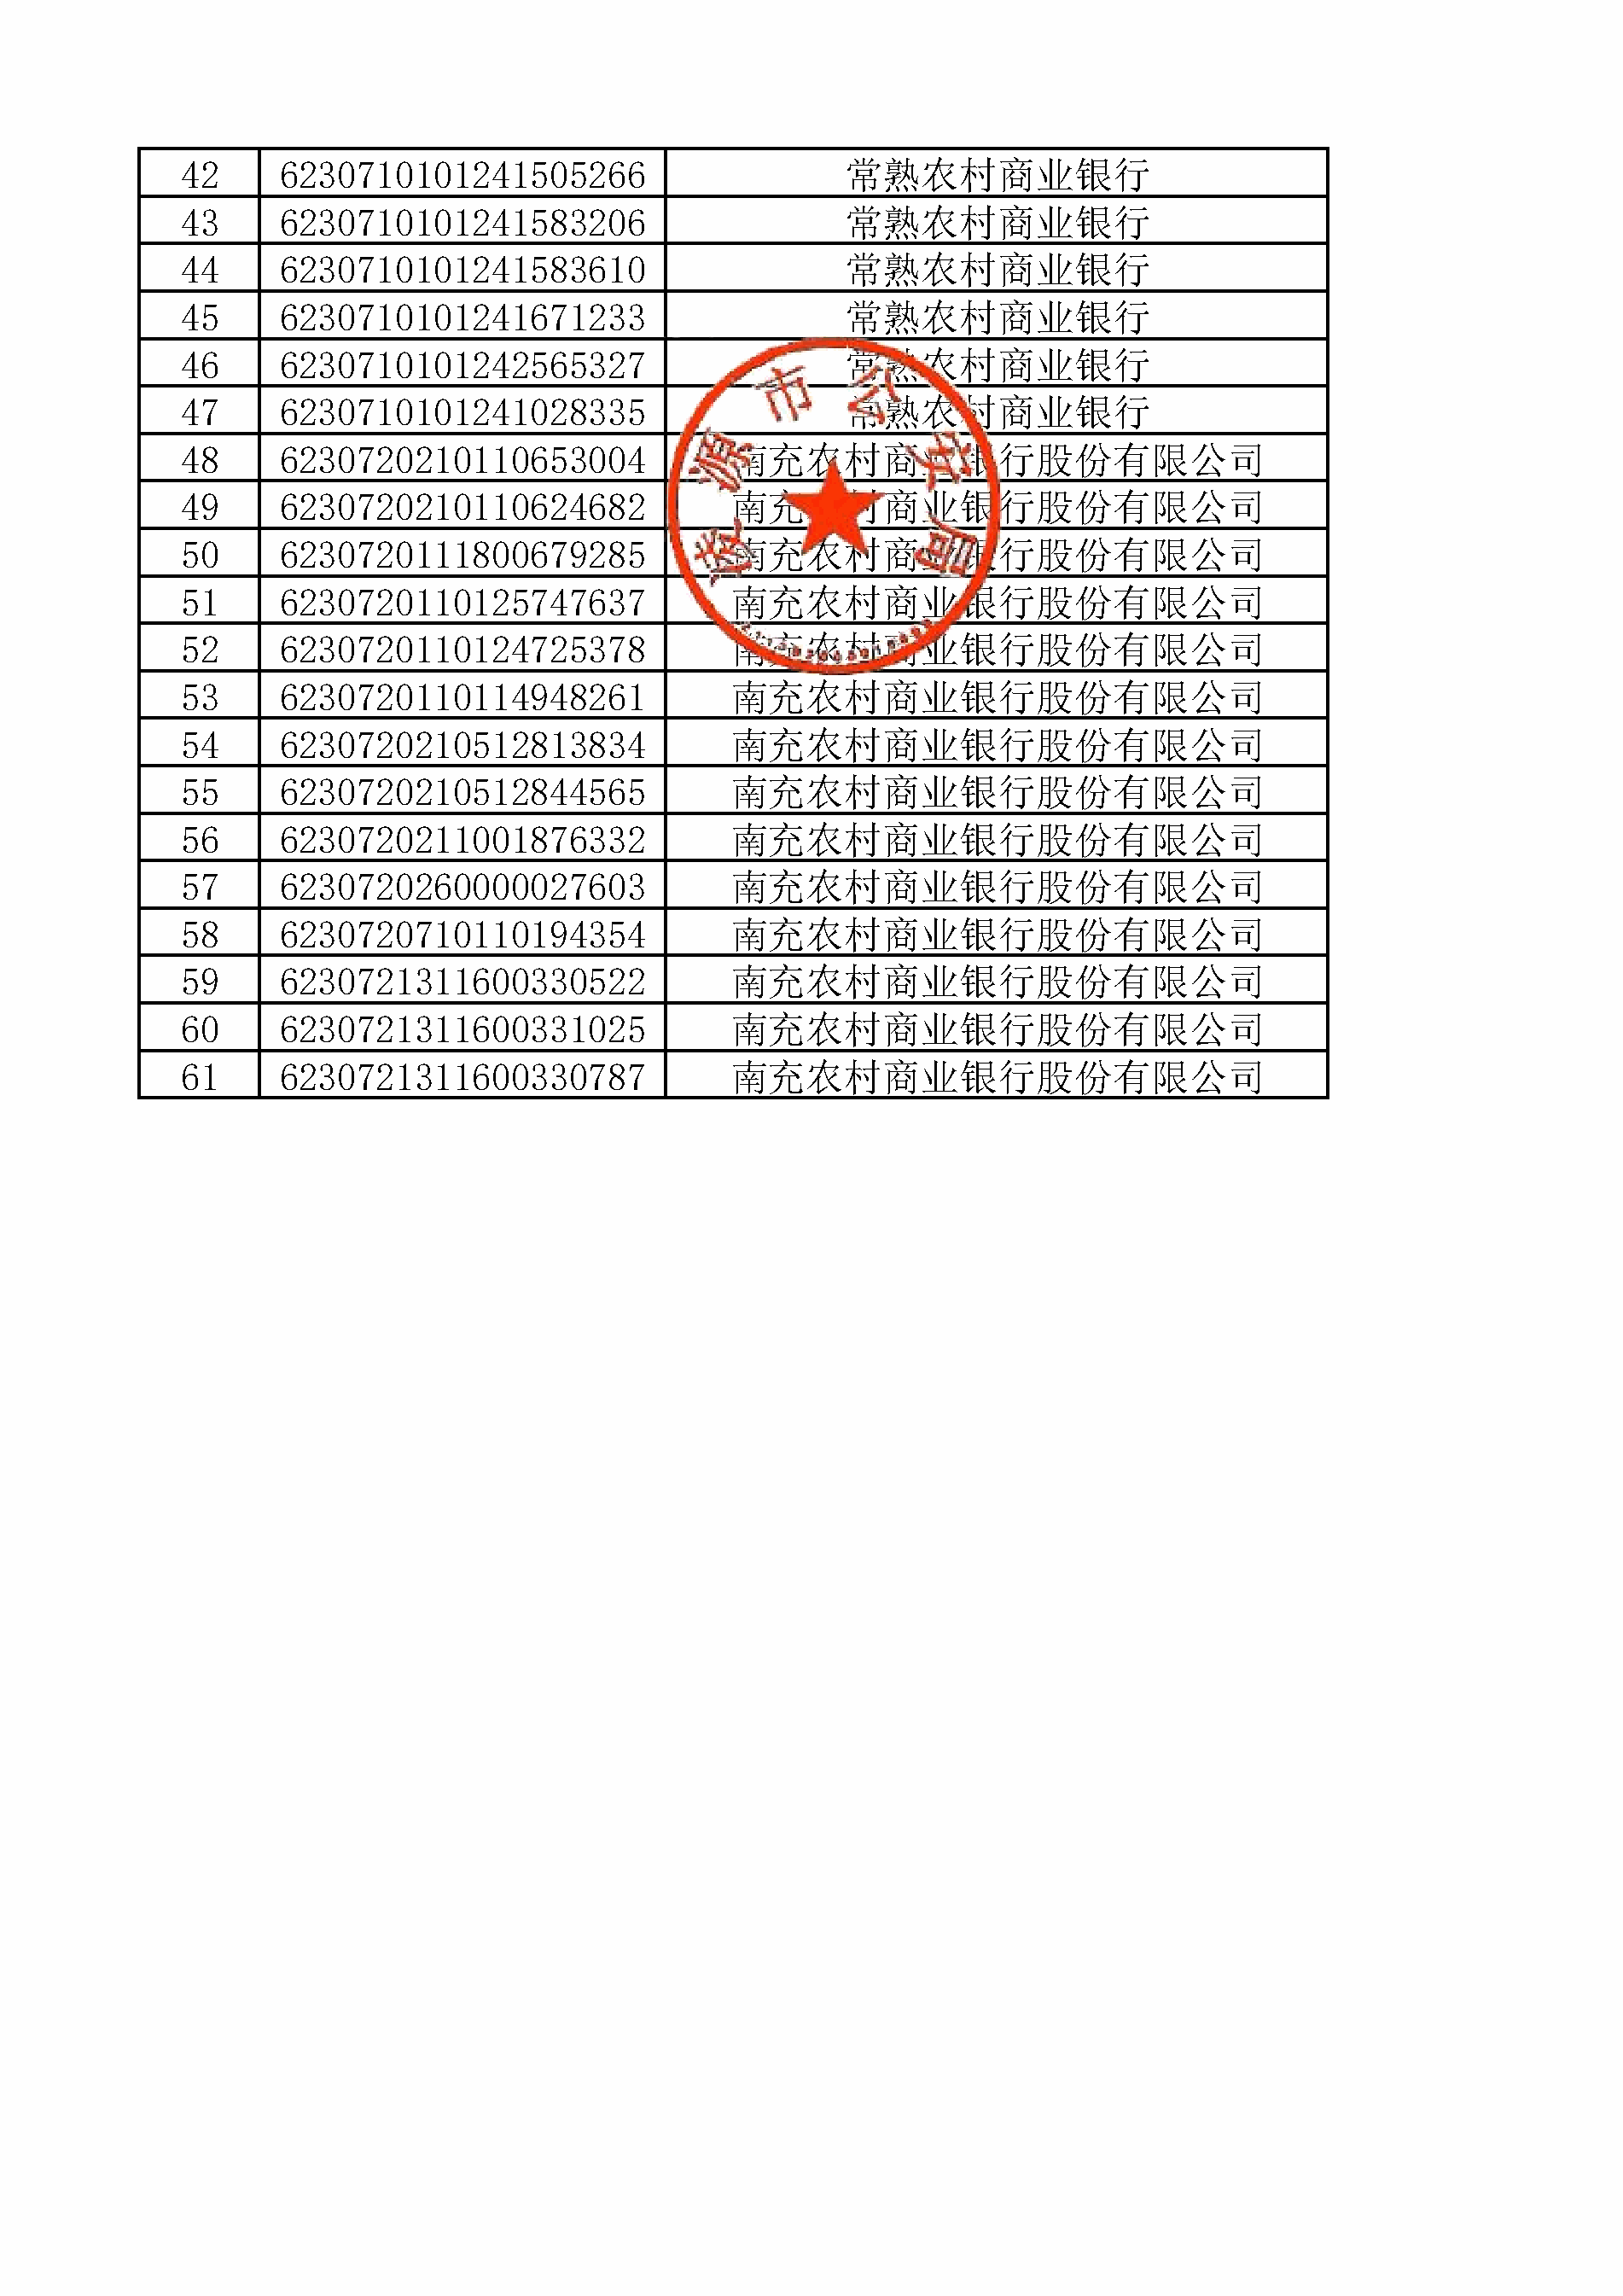 42 6230710101241505266 常熟农村商业银行
43 6230710101241583206 常熟农村商业银行
44 6230710101241583610 常熟农村商业银行
45 6230710101241671233 常熟农村商业银行
46 6230710101242565327 常熟农村商业银行
47 6230710101241028335 常熟农村商业银行
48 6230720210110653004 南充农村商业银行股份有限公司
49 6230720210110624682 南充农村商业银行股份有限公司
50 6230720111800679285 南充农村商业银行股份有限公司
51 6230720110125747637 南充农村商业银行股份有限公司
52 6230720110124725378 南充农村商业银行股份有限公司
53 6230720110114948261 南充农村商业银行股份有限公司
54 6230720210512813834 南充农村商业银行股份有限公司
55 6230720210512844565 南充农村商业银行股份有限公司
56 6230720211001876332 南充农村商业银行股份有限公司
57 6230720260000027603 南充农村商业银行股份有限公司
58 6230720710110194354 南充农村商业银行股份有限公司
59 6230721311600330522 南充农村商业银行股份有限公司
60 6230721311600331025 南充农村商业银行股份有限公司
61 6230721311600330787 南充农村商业银行股份有限公司
凌源市公安局